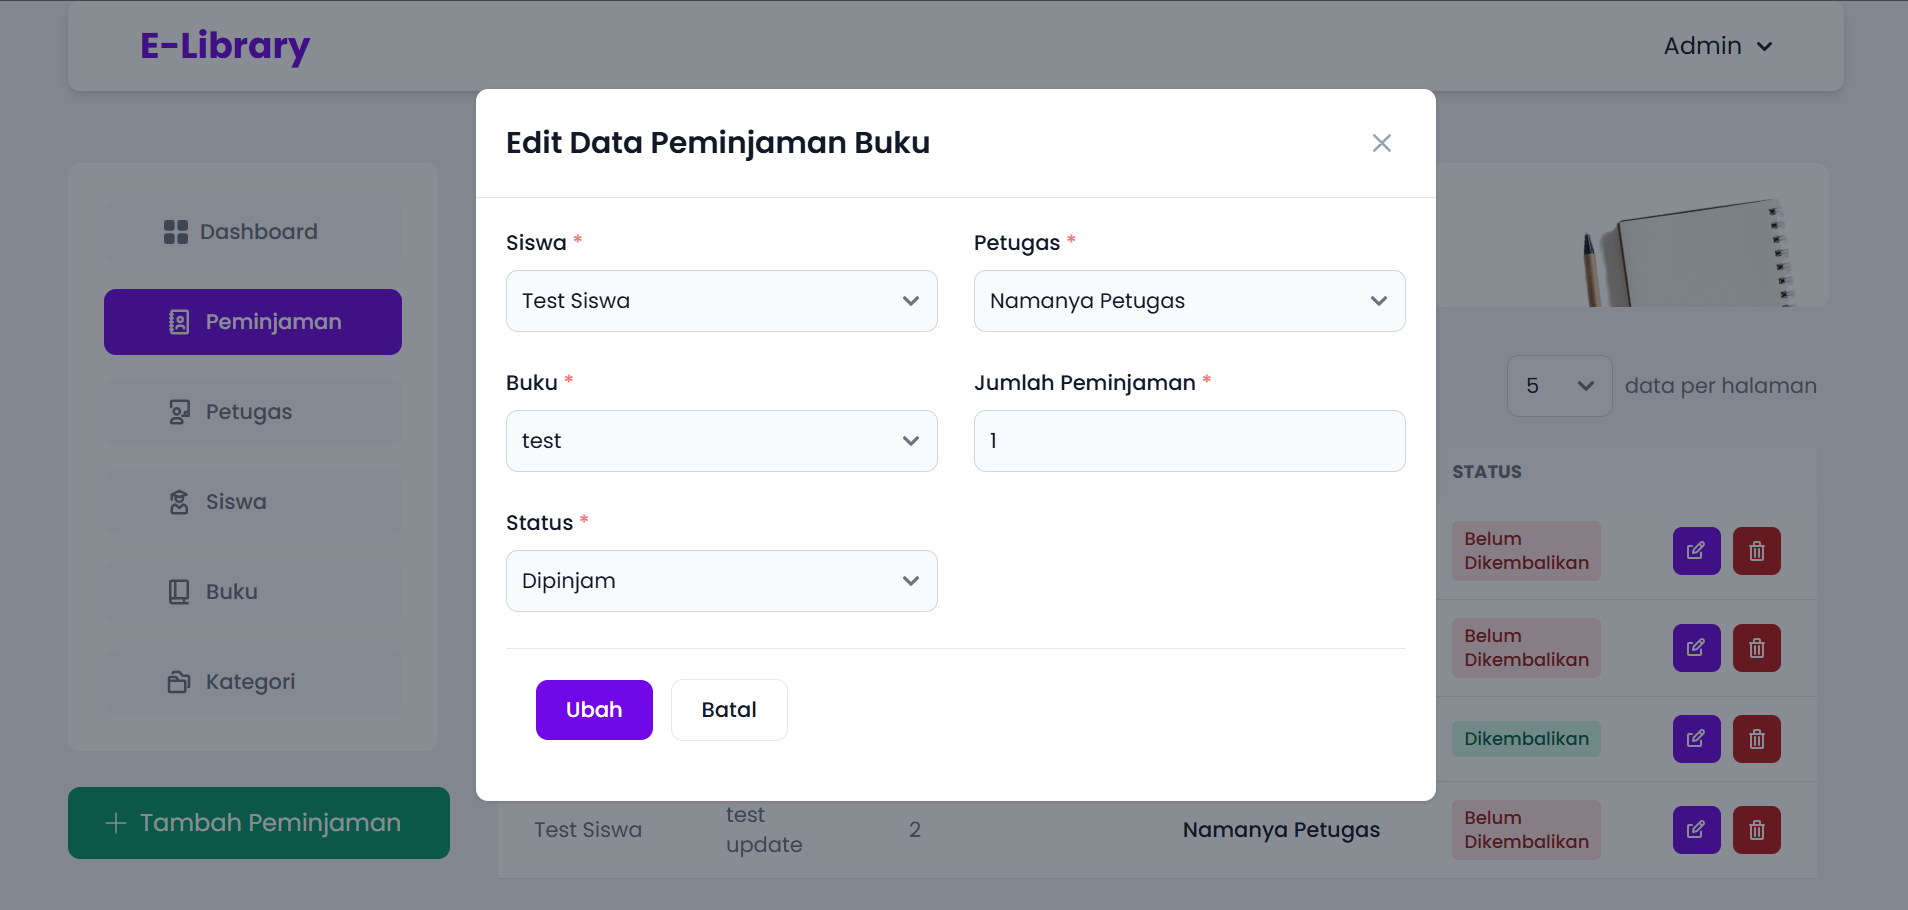 E-Library
Admin
Edit Data Peminjaman Buku
Dashboard
Peminjaman
Petugas
Siswa
Buku
Kategori
Tambah Peminjaman
Siswa *
Petugas *
Test Siswa
Namanya Petugas
Buku *
Jumlah Peminjaman *
test
1
Status *
Dipinjam
Ubah
Batal
5
data per halaman
STATUS
Belum
Dikembalikan
Belum
Dikembalikan
Dikembalikan
Test Siswa
test
update
2
Namanya Petugas
Belum
Dikembalikan